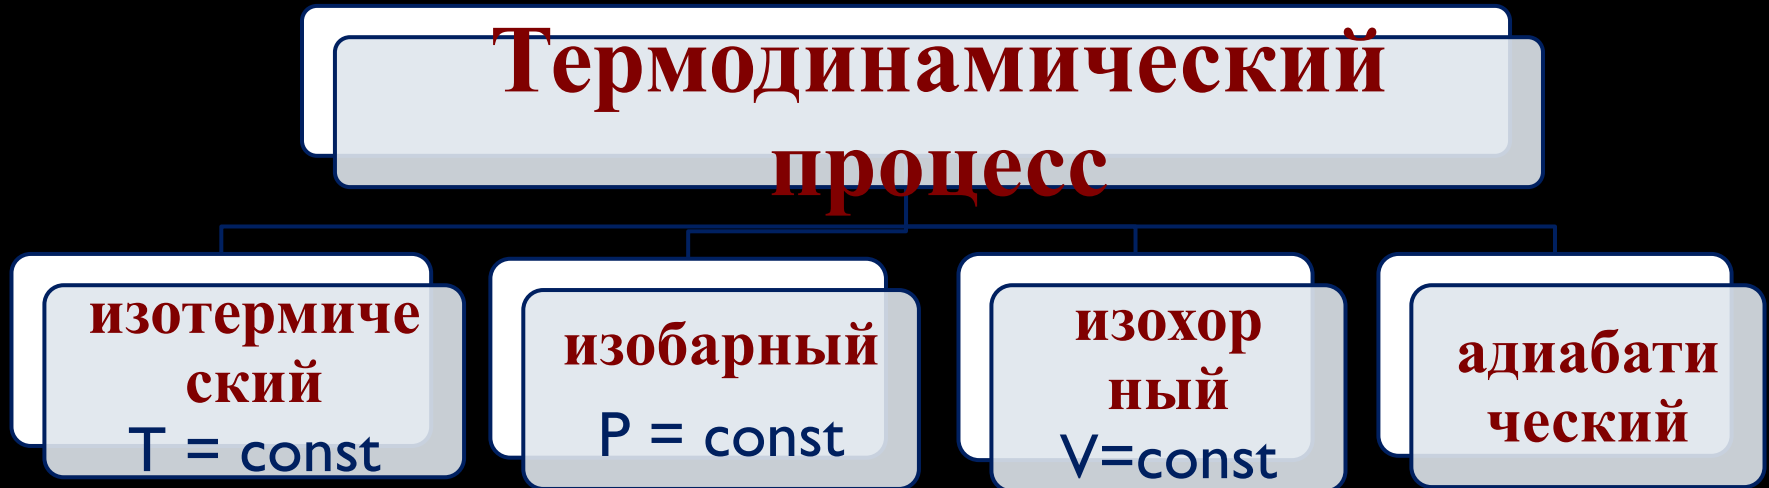 Термодинамический
процесс
изотермиче
ский
T = const
изобарный
P = const
изохор
ный
V=const
адиабати
ческий